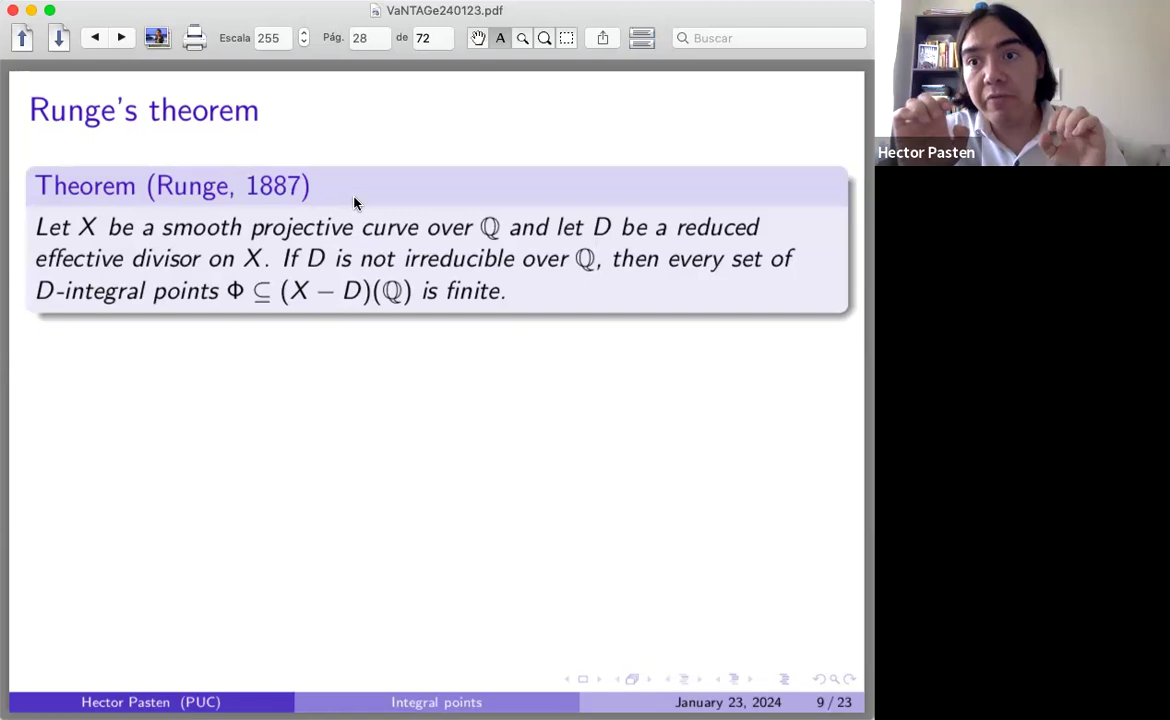 VaNTAGe240123.pdf
Escala 255 Pág. 28 de 72 A Buscar
Hector Pasten
Runge's theorem
Theorem (Runge, 1887)
Let X be a smooth projective curve over ℚ and let D be a reduced
effective divisor on X. If D is not irreducible over ℚ, then every set of
D-integral points Φ ⊆ (X − D)(ℚ) is finite.
Hector Pasten (PUC) Integral points January 23, 2024 9 / 23